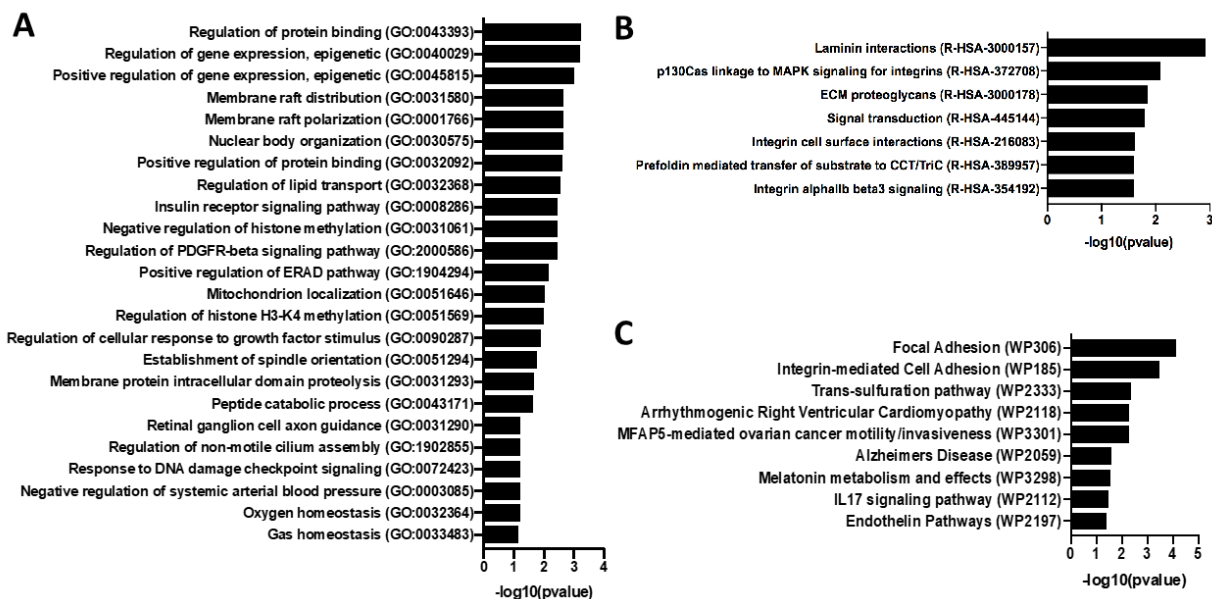 A
Regulation of protein binding (GO:0043393)
Regulation of gene expression, epigenetic (GO:0040029)
Positive regulation of gene expression, epigenetic (GO:0045815)
Membrane raft distribution (GO:0031580)
Membrane raft polarization (GO:0001766)
Nuclear body organization (GO:0030575)
Positive regulation of protein binding (GO:0032092)
Regulation of lipid transport (GO:0032368)
Insulin receptor signaling pathway (GO:0008286)
Negative regulation of histone methylation (GO:0031061)
Regulation of PDGFR-beta signaling pathway (GO:2000586)
Positive regulation of ERAD pathway (GO:1904294)
Mitochondrion localization (GO:0051646)
Regulation of histone H3-K4 methylation (GO:0051569)
Regulation of cellular response to growth factor stimulus (GO:0090287)
Establishment of spindle orientation (GO:0051294)
Membrane protein intracellular domain proteolysis (GO:0031293)
Peptide catabolic process (GO:0043171)
Retinal ganglion cell axon guidance (GO:0031290)
Regulation of non-motile cilium assembly (GO:1902855)
Response to DNA damage checkpoint signaling (GO:0072423)
Negative regulation of systemic arterial blood pressure (GO:0003085)
Oxygen homeostasis (GO:0032364)
Gas homeostasis (GO:0033483)
0 1 2 3 4
-log10(pvalue)
B
Laminin interactions (R-HSA-3000157)
p130Cas linkage to MAPK signaling for integrins (R-HSA-372708)
ECM proteoglycans (R-HSA-3000178)
Signal transduction (R-HSA-445144)
Integrin cell surface interactions (R-HSA-216083)
Prefoldin mediated transfer of substrate to CCT/TriC (R-HSA-389957)
Integrin alphaIIb beta3 signaling (R-HSA-354192)
0 1 2 3
-log10(pvalue)
C
Focal Adhesion (WP306)
Integrin-mediated Cell Adhesion (WP185)
Trans-sulfuration pathway (WP2333)
Arrhythmogenic Right Ventricular Cardiomyopathy (WP2118)
MFAP5-mediated ovarian cancer motility/invasiveness (WP3301)
Alzheimers Disease (WP2059)
Melatonin metabolism and effects (WP3298)
IL17 signaling pathway (WP2112)
Endothelin Pathways (WP2197)
0 1 2 3 4 5
-log10(pvalue)